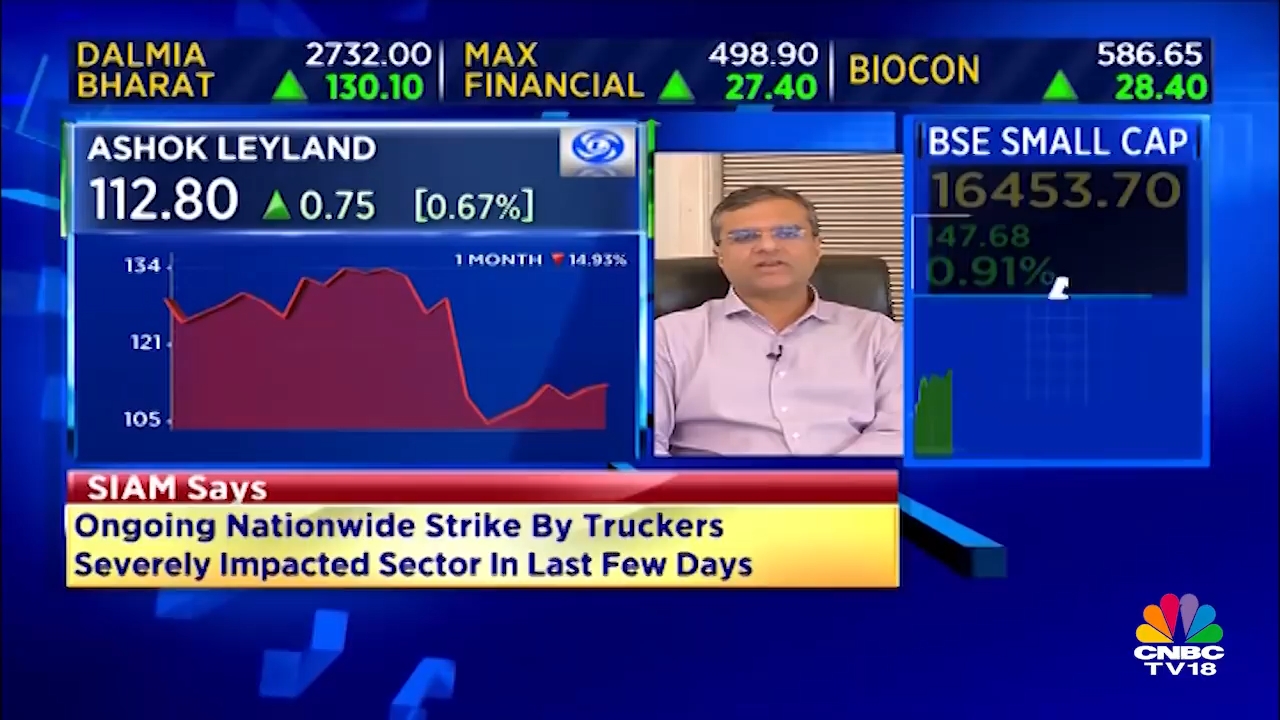 DALMIA 2732.00
BHARAT ▲ 130.10
MAX 498.90
FINANCIAL ▲ 27.40
BIOCON 586.65
▲ 28.40
ASHOK LEYLAND
112.80 ▲ 0.75 [0.67%]
1 MONTH ▼ 14.93%
134
121
105
BSE SMALL CAP
16453.70
147.68
0.91%
SIAM Says
Ongoing Nationwide Strike By Truckers
Severely Impacted Sector In Last Few Days
CNBC
TV18